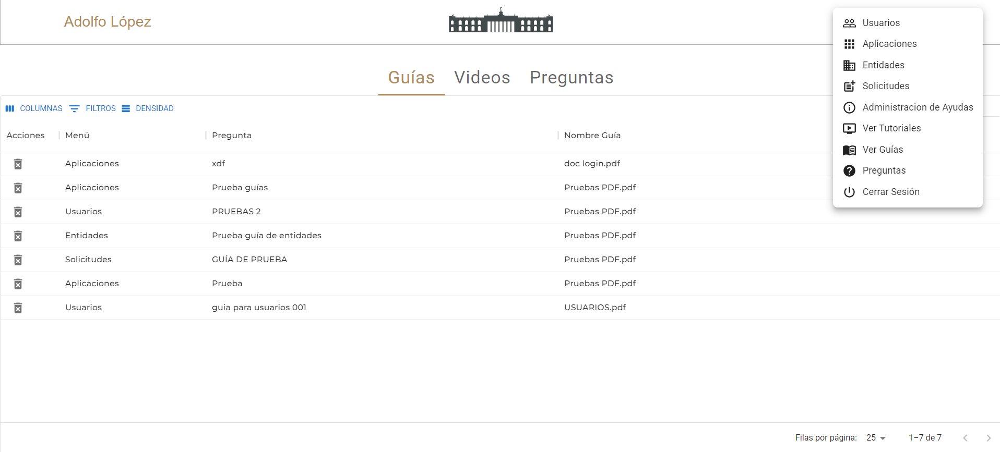 Adolfo López
Usuarios
Aplicaciones
Entidades
Solicitudes
Administracion de Ayudas
Ver Tutoriales
Ver Guías
Preguntas
Cerrar Sesión
Guías Videos Preguntas
COLUMNAS FILTROS DENSIDAD
Acciones Menú Pregunta Nombre Guía
Aplicaciones xdf doc login.pdf
Aplicaciones Prueba guías Pruebas PDF.pdf
Usuarios PRUEBAS 2 Pruebas PDF.pdf
Entidades Prueba guía de entidades Pruebas PDF.pdf
Solicitudes GUÍA DE PRUEBA Pruebas PDF.pdf
Aplicaciones Prueba Pruebas PDF.pdf
Usuarios guia para usuarios 001 USUARIOS.pdf
Filas por página: 25 1–7 de 7